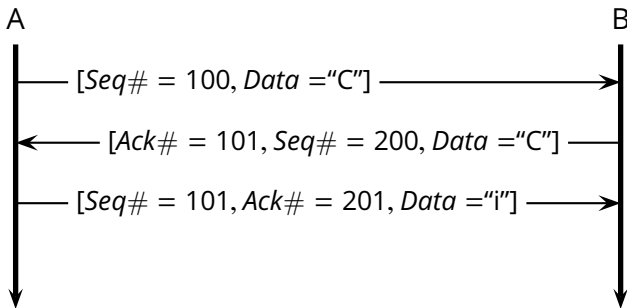 A B
[Seq# = 100, Data =“C”]
[Ack# = 101, Seq# = 200, Data =“C”]
[Seq# = 101, Ack# = 201, Data =“i”]